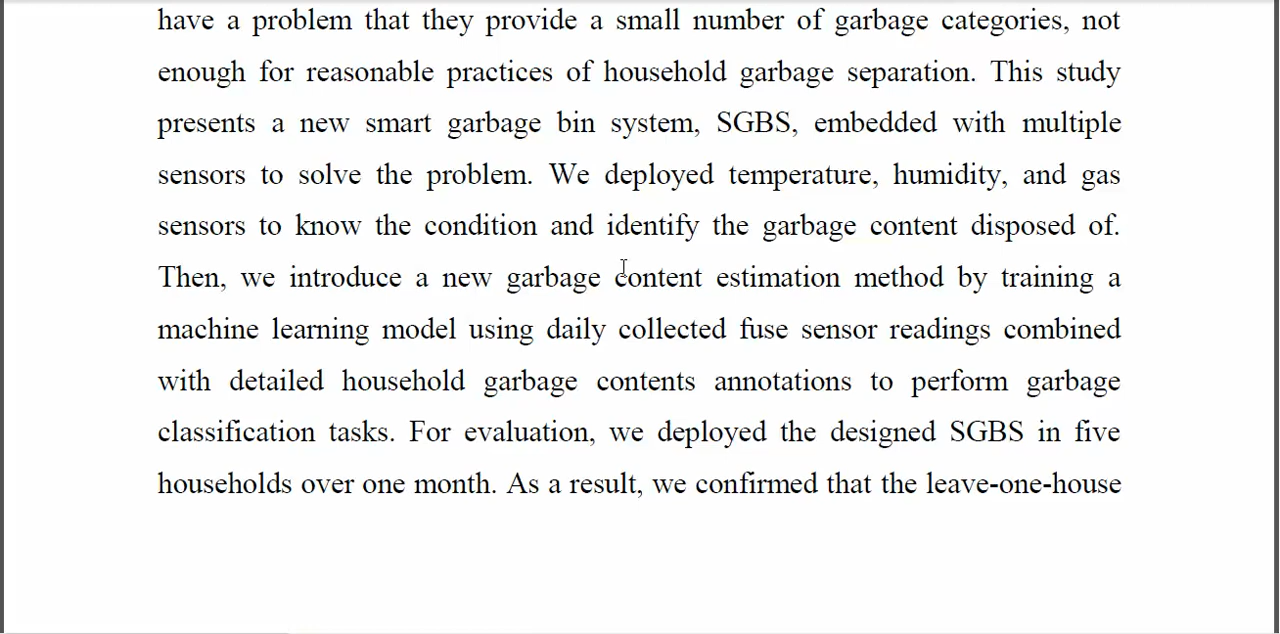 have a problem that they provide a small number of garbage categories, not
enough for reasonable practices of household garbage separation. This study
presents a new smart garbage bin system, SGBS, embedded with multiple
sensors to solve the problem. We deployed temperature, humidity, and gas
sensors to know the condition and identify the garbage content disposed of.
Then, we introduce a new garbage content estimation method by training a
machine learning model using daily collected fuse sensor readings combined
with detailed household garbage contents annotations to perform garbage
classification tasks. For evaluation, we deployed the designed SGBS in five
households over one month. As a result, we confirmed that the leave-one-house